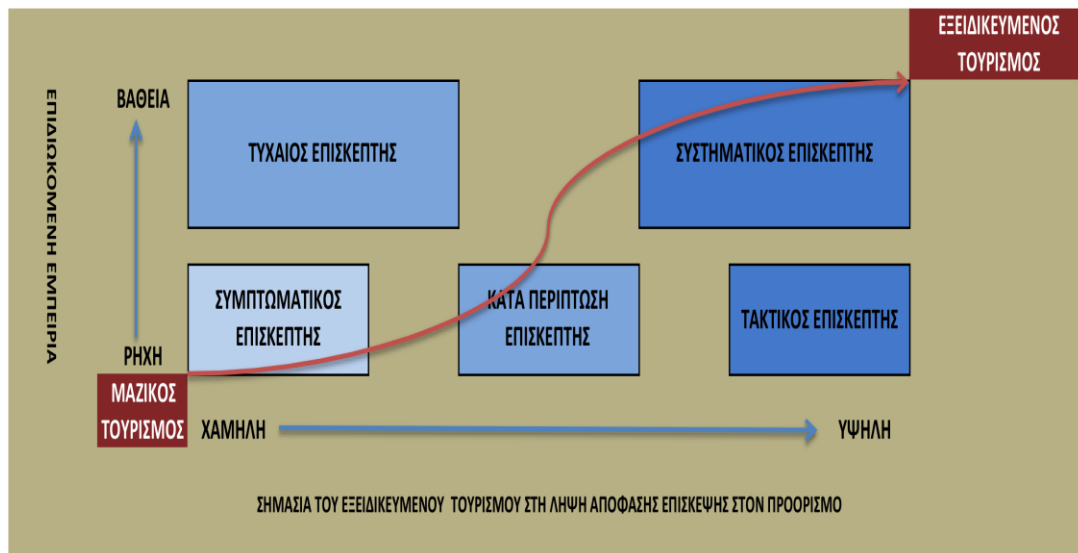 ΕΞΕΙΔΙΚΕΥΜΕΝΟΣ
ΤΟΥΡΙΣΜΟΣ
ΕΠΙΔΙΩΚΟΜΕΝΗ ΕΜΠΕΙΡΙΑ
ΒΑΘΕΙΑ
ΤΥΧΑΙΟΣ ΕΠΙΣΚΕΠΤΗΣ
ΣΥΣΤΗΜΑΤΙΚΟΣ ΕΠΙΣΚΕΠΤΗΣ
ΣΥΜΠΤΩΜΑΤΙΚΟΣ
ΕΠΙΣΚΕΠΤΗΣ
ΚΑΤΑ ΠΕΡΙΠΤΩΣΗ
ΕΠΙΣΚΕΠΤΗΣ
ΤΑΚΤΙΚΟΣ ΕΠΙΣΚΕΠΤΗΣ
ΡΗΧΗ
ΜΑΖΙΚΟΣ
ΤΟΥΡΙΣΜΟΣ
ΧΑΜΗΛΗ
ΥΨΗΛΗ
ΣΗΜΑΣΙΑ ΤΟΥ ΕΞΕΙΔΙΚΕΥΜΕΝΟΥ ΤΟΥΡΙΣΜΟΥ ΣΤΗ ΛΗΨΗ ΑΠΟΦΑΣΗΣ ΕΠΙΣΚΕΨΗΣ ΣΤΟΝ ΠΡΟΟΡΙΣΜΟ